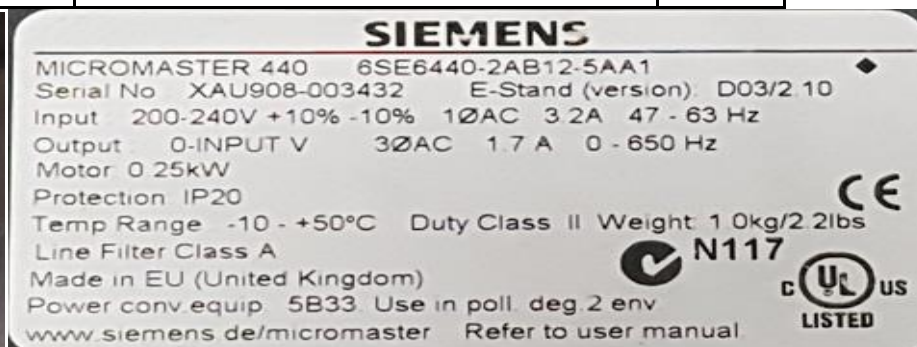 SIEMENS
MICROMASTER 440 6SE6440-2AB12-5AA1
Serial No XAU908-003432 E-Stand (version): D03/2.10
Input : 200-240V +10% -10% 1ØAC 3.2A 47 - 63 Hz
Output : 0-INPUT V 3ØAC 1.7 A 0 - 650 Hz
Motor: 0.25kW
Protection: IP20
Temp Range -10 - +50°C Duty Class II Weight: 1.0kg/2.2lbs
Line Filter Class A
CE
N117
Made in EU (United Kingdom)
Power conv.equip. 5B33. Use in poll. deg.2 env
C UL US
LISTED
www.siemens.de/micromaster Refer to user manual.